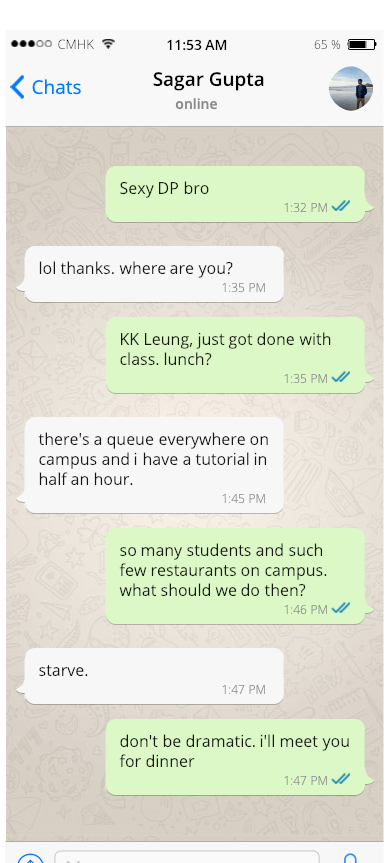 CMHK 11:53 AM 65 %
Chats
Sagar Gupta
online
Sexy DP bro
1:32 PM
lol thanks. where are you?
1:35 PM
KK Leung, just got done with
class. lunch?
1:35 PM
there's a queue everywhere on
campus and i have a tutorial in
half an hour.
1:45 PM
so many students and such
few restaurants on campus.
what should we do then?
1:46 PM
starve.
1:47 PM
don't be dramatic. i'll meet you
for dinner
1:47 PM